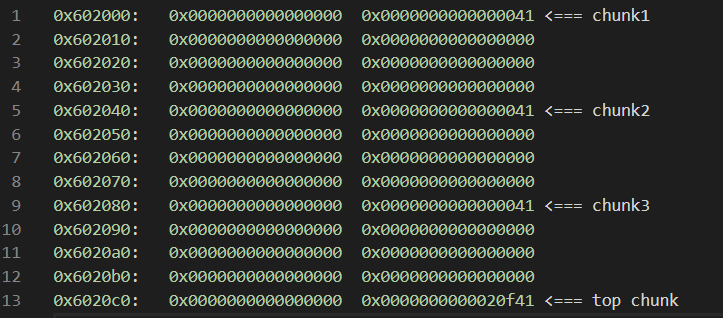 1 0x602000: 0x0000000000000000 0x0000000000000041 <=== chunk1
2 0x602010: 0x0000000000000000 0x0000000000000000
3 0x602020: 0x0000000000000000 0x0000000000000000
4 0x602030: 0x0000000000000000 0x0000000000000000
5 0x602040: 0x0000000000000000 0x0000000000000041 <=== chunk2
6 0x602050: 0x0000000000000000 0x0000000000000000
7 0x602060: 0x0000000000000000 0x0000000000000000
8 0x602070: 0x0000000000000000 0x0000000000000000
9 0x602080: 0x0000000000000000 0x0000000000000041 <=== chunk3
10 0x602090: 0x0000000000000000 0x0000000000000000
11 0x6020a0: 0x0000000000000000 0x0000000000000000
12 0x6020b0: 0x0000000000000000 0x0000000000000000
13 0x6020c0: 0x0000000000000000 0x0000000000020f41 <=== top chunk